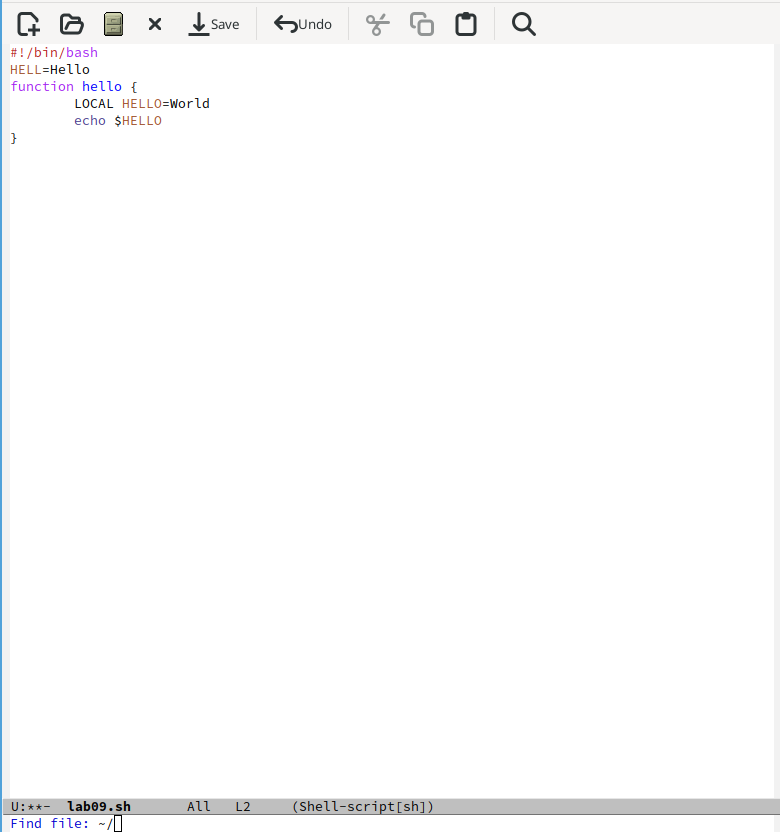 Save Undo
#!/bin/bash
HELL=Hello
function hello {
        LOCAL HELLO=World
        echo $HELLO
}
U:**-  lab09.sh       All   L2     (Shell-script[sh])
Find file: ~/